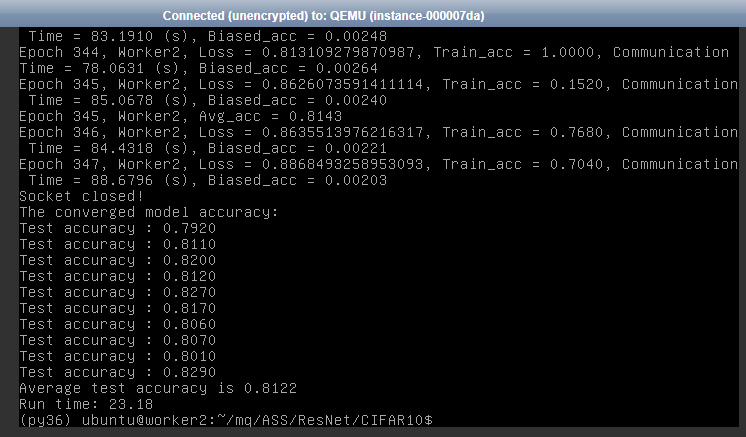 Connected (unencrypted) to: QEMU (instance-000007da)
Time = 83.1910 (s), Biased_acc = 0.00248
Epoch 344, Worker2, Loss = 0.813109279870987, Train_acc = 1.0000, Communication
Time = 78.0631 (s), Biased_acc = 0.00264
Epoch 345, Worker2, Loss = 0.8626073591411114, Train_acc = 0.1520, Communication
Time = 85.0678 (s), Biased_acc = 0.00240
Epoch 345, Worker2, Avg_acc = 0.8143
Epoch 346, Worker2, Loss = 0.8635513976216317, Train_acc = 0.7680, Communication
Time = 84.4318 (s), Biased_acc = 0.00221
Epoch 347, Worker2, Loss = 0.8868493258953093, Train_acc = 0.7040, Communication
Time = 88.6796 (s), Biased_acc = 0.00203
Socket closed!
The converged model accuracy:
Test accuracy : 0.7920
Test accuracy : 0.8110
Test accuracy : 0.8200
Test accuracy : 0.8120
Test accuracy : 0.8270
Test accuracy : 0.8170
Test accuracy : 0.8060
Test accuracy : 0.8070
Test accuracy : 0.8010
Test accuracy : 0.8290
Average test accuracy is 0.8122
Run time: 23.18
(py36) ubuntu@worker2:~/mq/ASS/ResNet/CIFAR10$